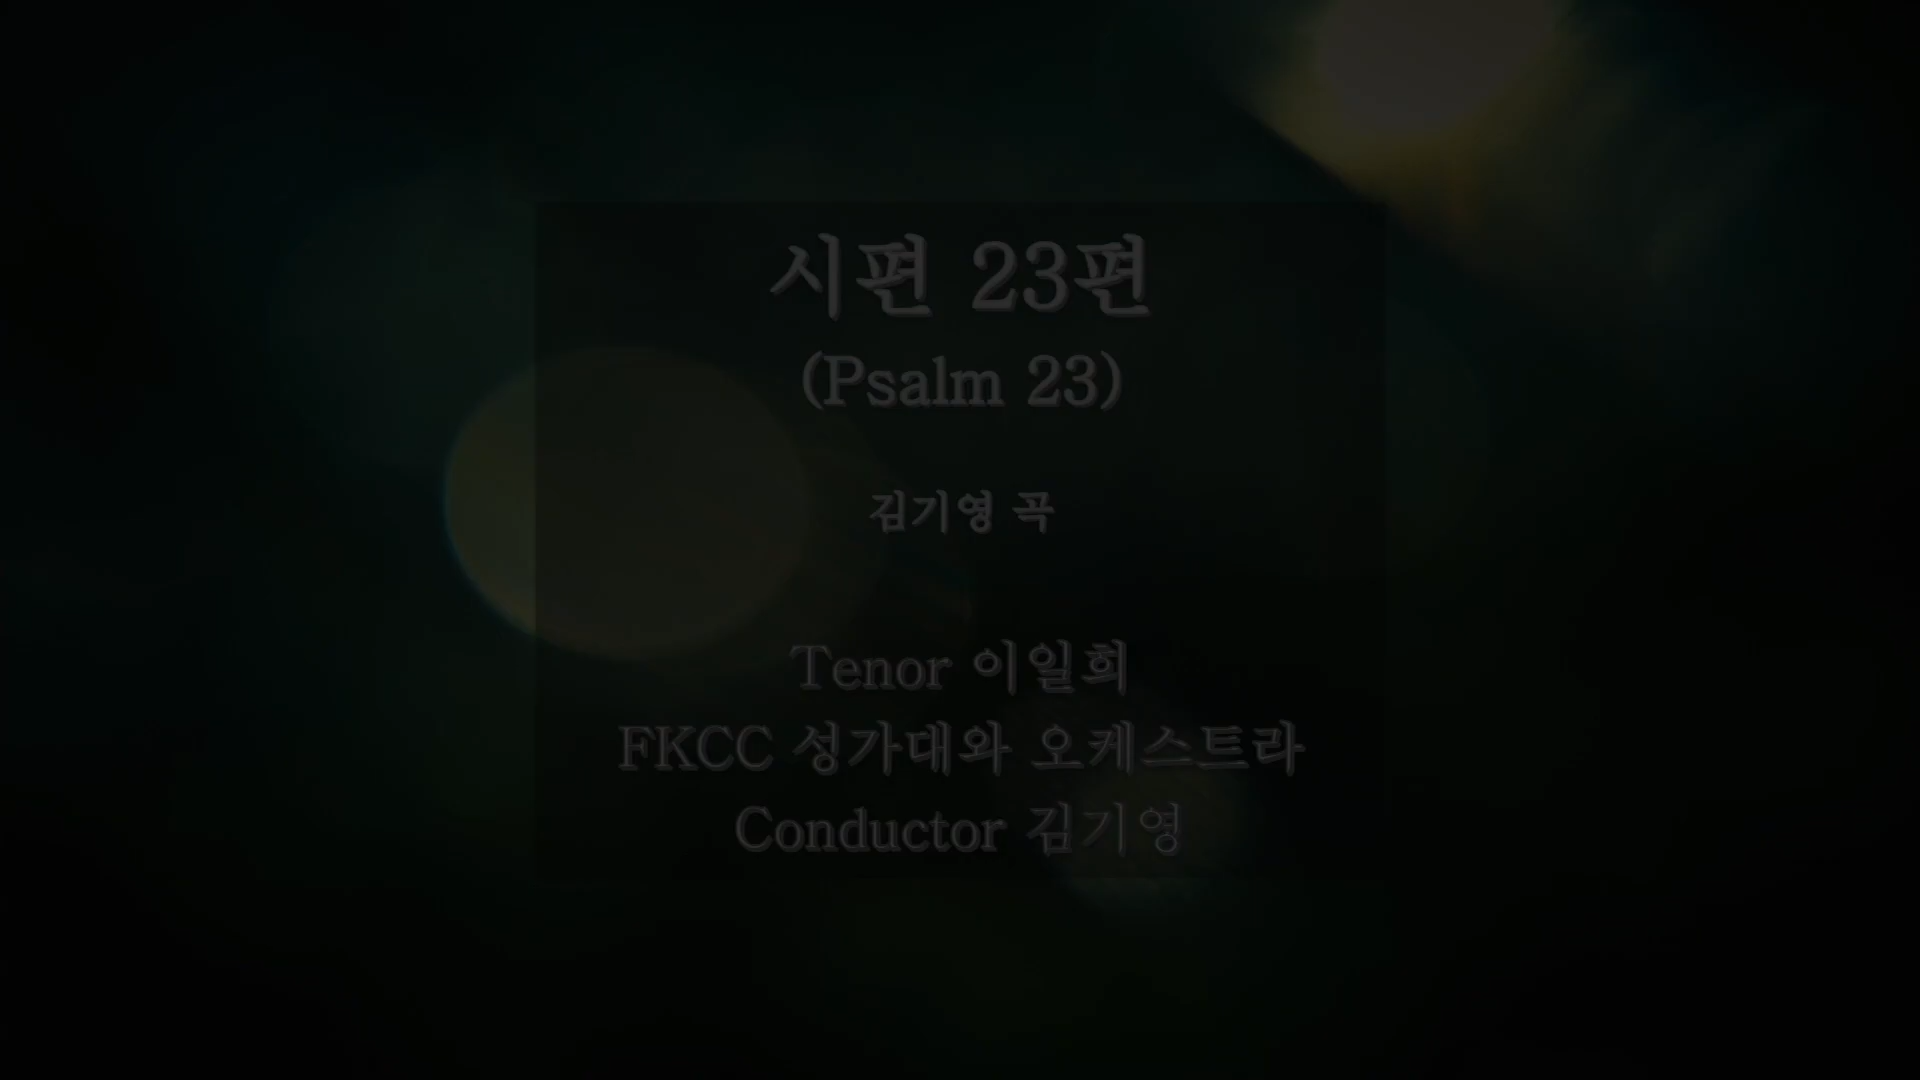 시편 23편
(Psalm 23)
김기영 곡
Tenor 이일희
FKCC 성가대와 오케스트라
Conductor 김기영